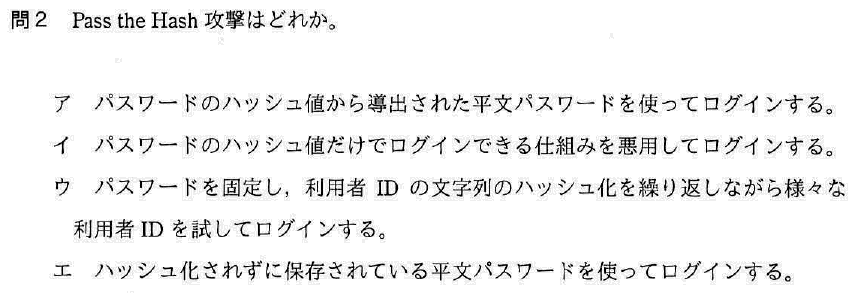 問2 Pass the Hash 攻撃はどれか。
ア パスワードのハッシュ値から導出された平文パスワードを使ってログインする。
イ パスワードのハッシュ値だけでログインできる仕組みを悪用してログインする。
ウ パスワードを固定し，利用者 ID の文字列のハッシュ化を繰り返しながら様々な
利用者 ID を試してログインする。
エ ハッシュ化されずに保存されている平文パスワードを使ってログインする。